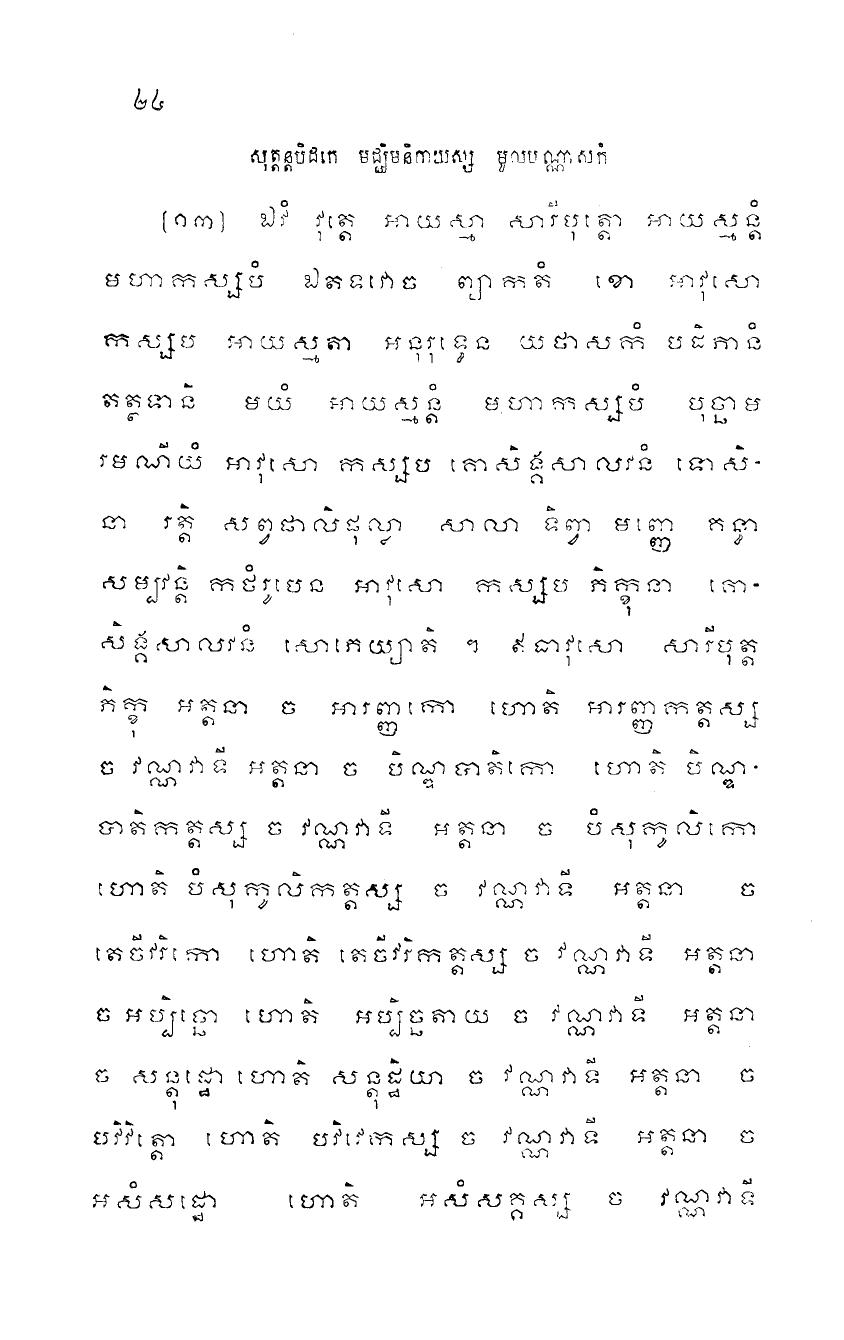 ២៤
សុត្តន្តបិដកេ មជ្ឈិមនិកាយស្ស មូលបណ្ណាសកំ
[១៣] ឯវំ វុត្តេ អាយស្មា សារីបុត្តោ អាយស្មន្តំ
មហាកស្សបំ ឯតទវោច ព្យាកតំ ខោ អាវុសោ
កស្សប អាយស្មតា អនុរុទ្ធេន យថាសកំ បដិភានំ
តត្ថទានិ មយំ អាយស្មន្តំ មហាកស្សបំ បុច្ឆាម
រមណីយំ អាវុសោ កស្សប គោសិង្គសាលវនំ ទោសិ-
នា រត្តិ សព្វផាលិផុល្លា សាលា ទិព្វា មញ្ញេ គន្ធា
សម្បវន្តិ កថំរូបេន អាវុសោ កស្សប ភិក្ខុនា គោ-
សិង្គសាលវនំ សោភេយ្យាតិ ។ ឥធាវុសោ សារីបុត្ត
ភិក្ខុ អត្តនា ច អារញ្ញកោ ហោតិ អារញ្ញកត្តស្ស
ច វណ្ណវាទី អត្តនា ច បិណ្ឌបាតិកោ ហោតិ បិណ្ឌ-
បាតិកត្តស្ស ច វណ្ណវាទី អត្តនា ច បំសុកូលិកោ
ហោតិ បំសុកូលិកត្តស្ស ច វណ្ណវាទី អត្តនា ច
តេចីវរិកោ ហោតិ តេចីវរិកត្តស្ស ច វណ្ណវាទី អត្តនា
ច អប្បិច្ឆោ ហោតិ អប្បិច្ឆតាយ ច វណ្ណវាទី អត្តនា
ច សន្តុដ្ឋោ ហោតិ សន្តុដ្ឋិយា ច វណ្ណវាទី អត្តនា ច
បវិវិត្តោ ហោតិ បវិវេកស្ស ច វណ្ណវាទី អត្តនា ច
អសំសដ្ឋោ ហោតិ អសំសគ្គស្ស ច វណ្ណវាទី